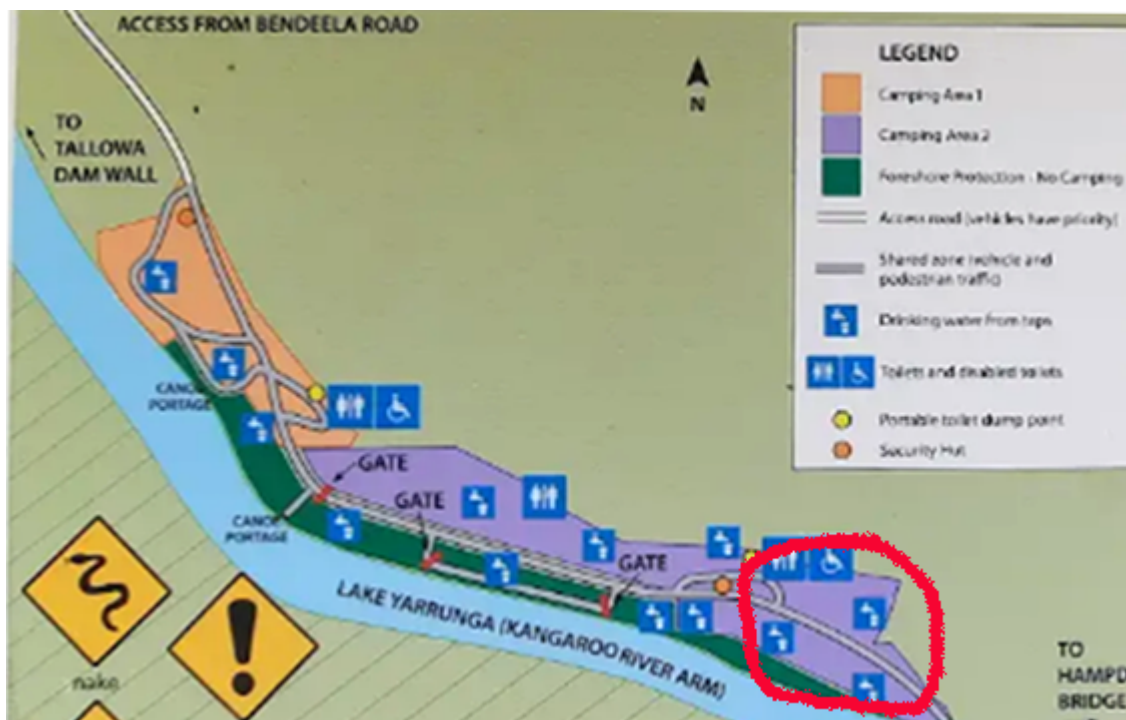 ACCESS FROM BENDEELA ROAD
N
TO
TALLOWA
DAM WALL
LEGEND
Camping Area 1
Camping Area 2
Foreshore Protection - No Camping
Access road (vehicles have priority)
Shared zone (vehicle and
pedestrian traffic)
Drinking water from taps
Toilets and disabled toilets
Portable toilet dump point
Security Hut
CANOE
PORTAGE
GATE
GATE
CANOE
PORTAGE
GATE
LAKE YARRUNGA (KANGAROO RIVER ARM)
nake
TO
HAMPD
BRIDGE